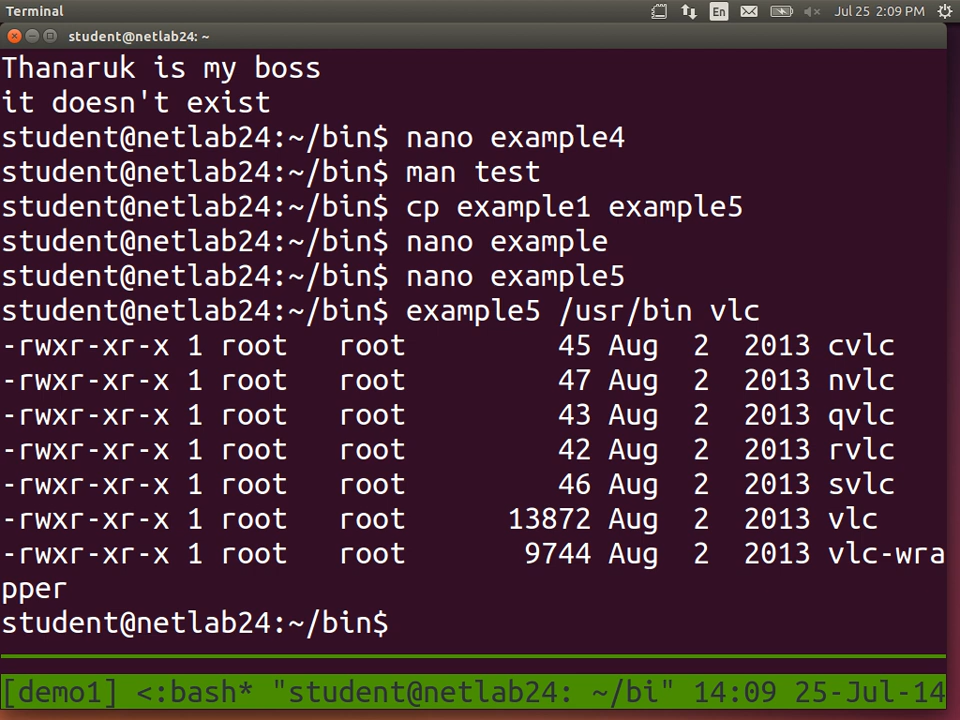 Terminal
En
Jul 25 2:09 PM
student@netlab24: ~
Thanaruk is my boss
it doesn't exist
student@netlab24:~/bin$ nano example4
student@netlab24:~/bin$ man test
student@netlab24:~/bin$ cp example1 example5
student@netlab24:~/bin$ nano example
student@netlab24:~/bin$ nano example5
student@netlab24:~/bin$ example5 /usr/bin vlc
-rwxr-xr-x 1 root   root         45 Aug  2  2013 cvlc
-rwxr-xr-x 1 root   root         47 Aug  2  2013 nvlc
-rwxr-xr-x 1 root   root         43 Aug  2  2013 qvlc
-rwxr-xr-x 1 root   root         42 Aug  2  2013 rvlc
-rwxr-xr-x 1 root   root         46 Aug  2  2013 svlc
-rwxr-xr-x 1 root   root      13872 Aug  2  2013 vlc
-rwxr-xr-x 1 root   root       9744 Aug  2  2013 vlc-wra
pper
student@netlab24:~/bin$
[demo1] <:bash* "student@netlab24: ~/bi" 14:09 25-Jul-14